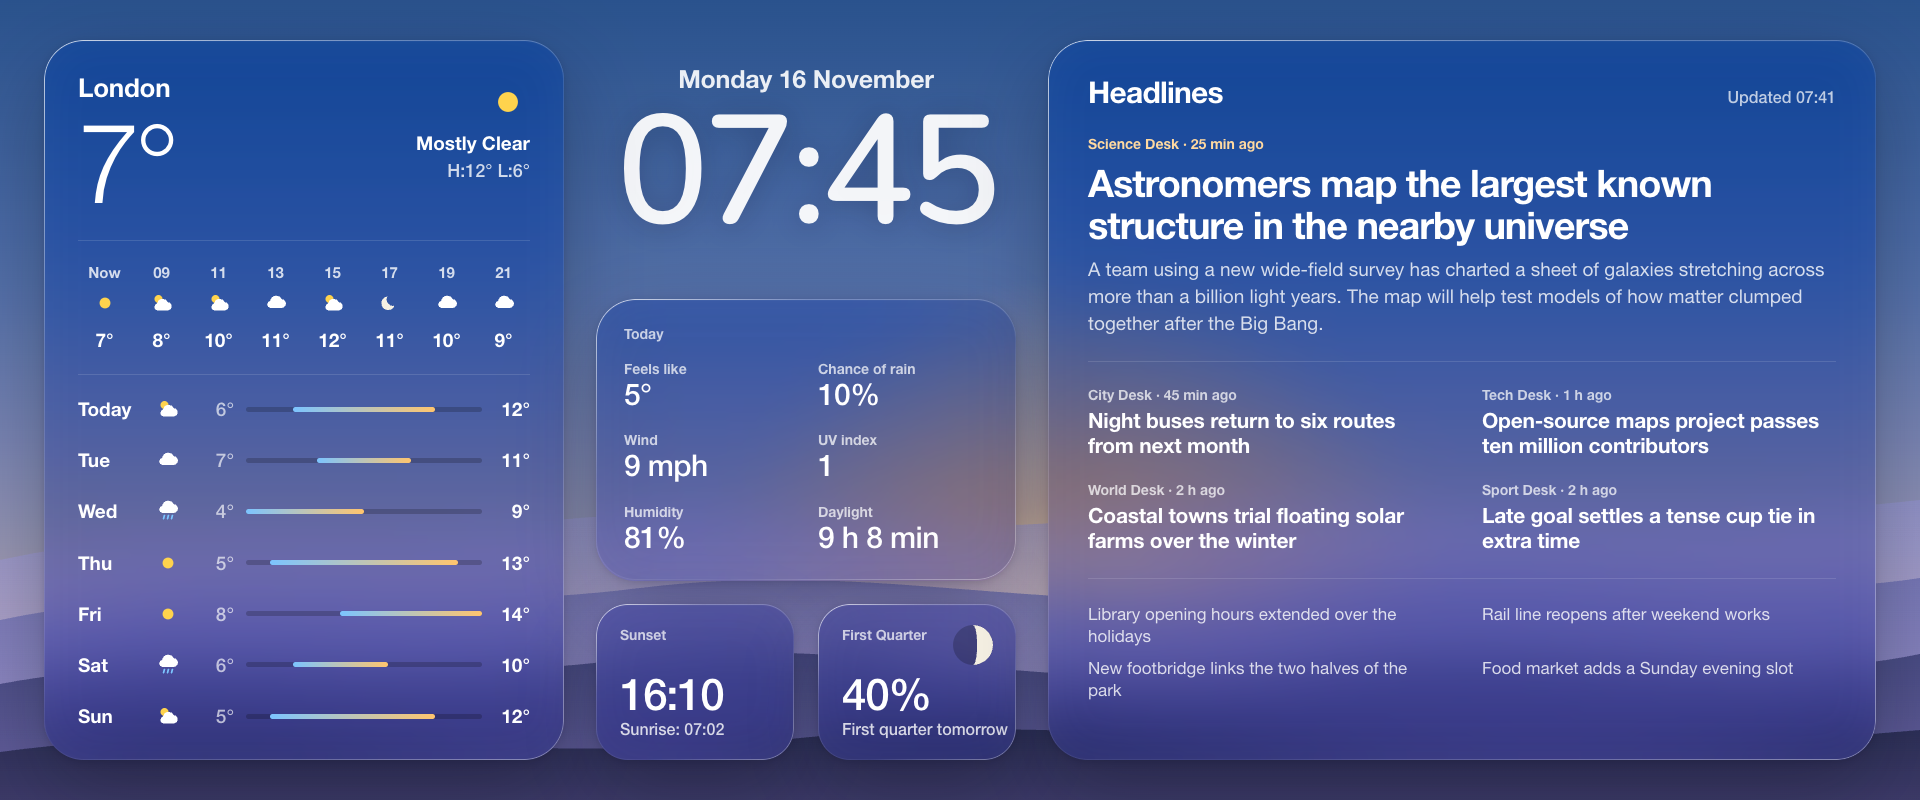 London
7°
Mostly Clear
H:12° L:6°
Now 09 11 13 15 17 19 21
7° 8° 10° 11° 12° 11° 10° 9°
Today 6° 12°
Tue 7° 11°
Wed 4° 9°
Thu 5° 13°
Fri 8° 14°
Sat 6° 10°
Sun 5° 12°
Monday 16 November
07:45
Today
Feels like
5°
Chance of rain
10%
Wind
9 mph
UV index
1
Humidity
81%
Daylight
9 h 8 min
Sunset
16:10
Sunrise: 07:02
First Quarter
40%
First quarter tomorrow
Headlines
Updated 07:41
Science Desk · 25 min ago
Astronomers map the largest known
structure in the nearby universe
A team using a new wide-field survey has charted a sheet of galaxies stretching across
more than a billion light years. The map will help test models of how matter clumped
together after the Big Bang.
City Desk · 45 min ago
Night buses return to six routes
from next month
Tech Desk · 1 h ago
Open-source maps project passes
ten million contributors
World Desk · 2 h ago
Coastal towns trial floating solar
farms over the winter
Sport Desk · 2 h ago
Late goal settles a tense cup tie in
extra time
Library opening hours extended over the
holidays
Rail line reopens after weekend works
New footbridge links the two halves of the
park
Food market adds a Sunday evening slot